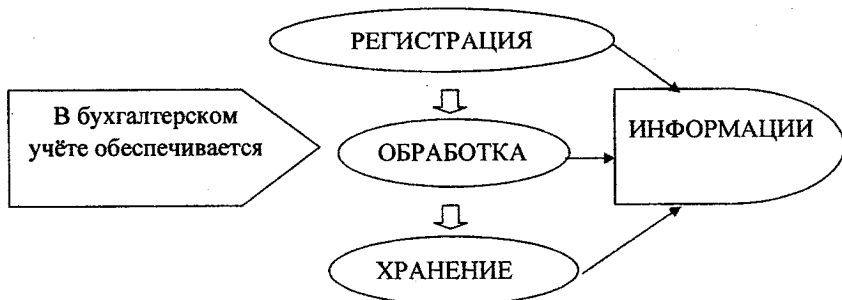 РЕГИСТРАЦИЯ
В бухгалтерском
учёте обеспечивается
ОБРАБОТКА
ИНФОРМАЦИИ
ХРАНЕНИЕ